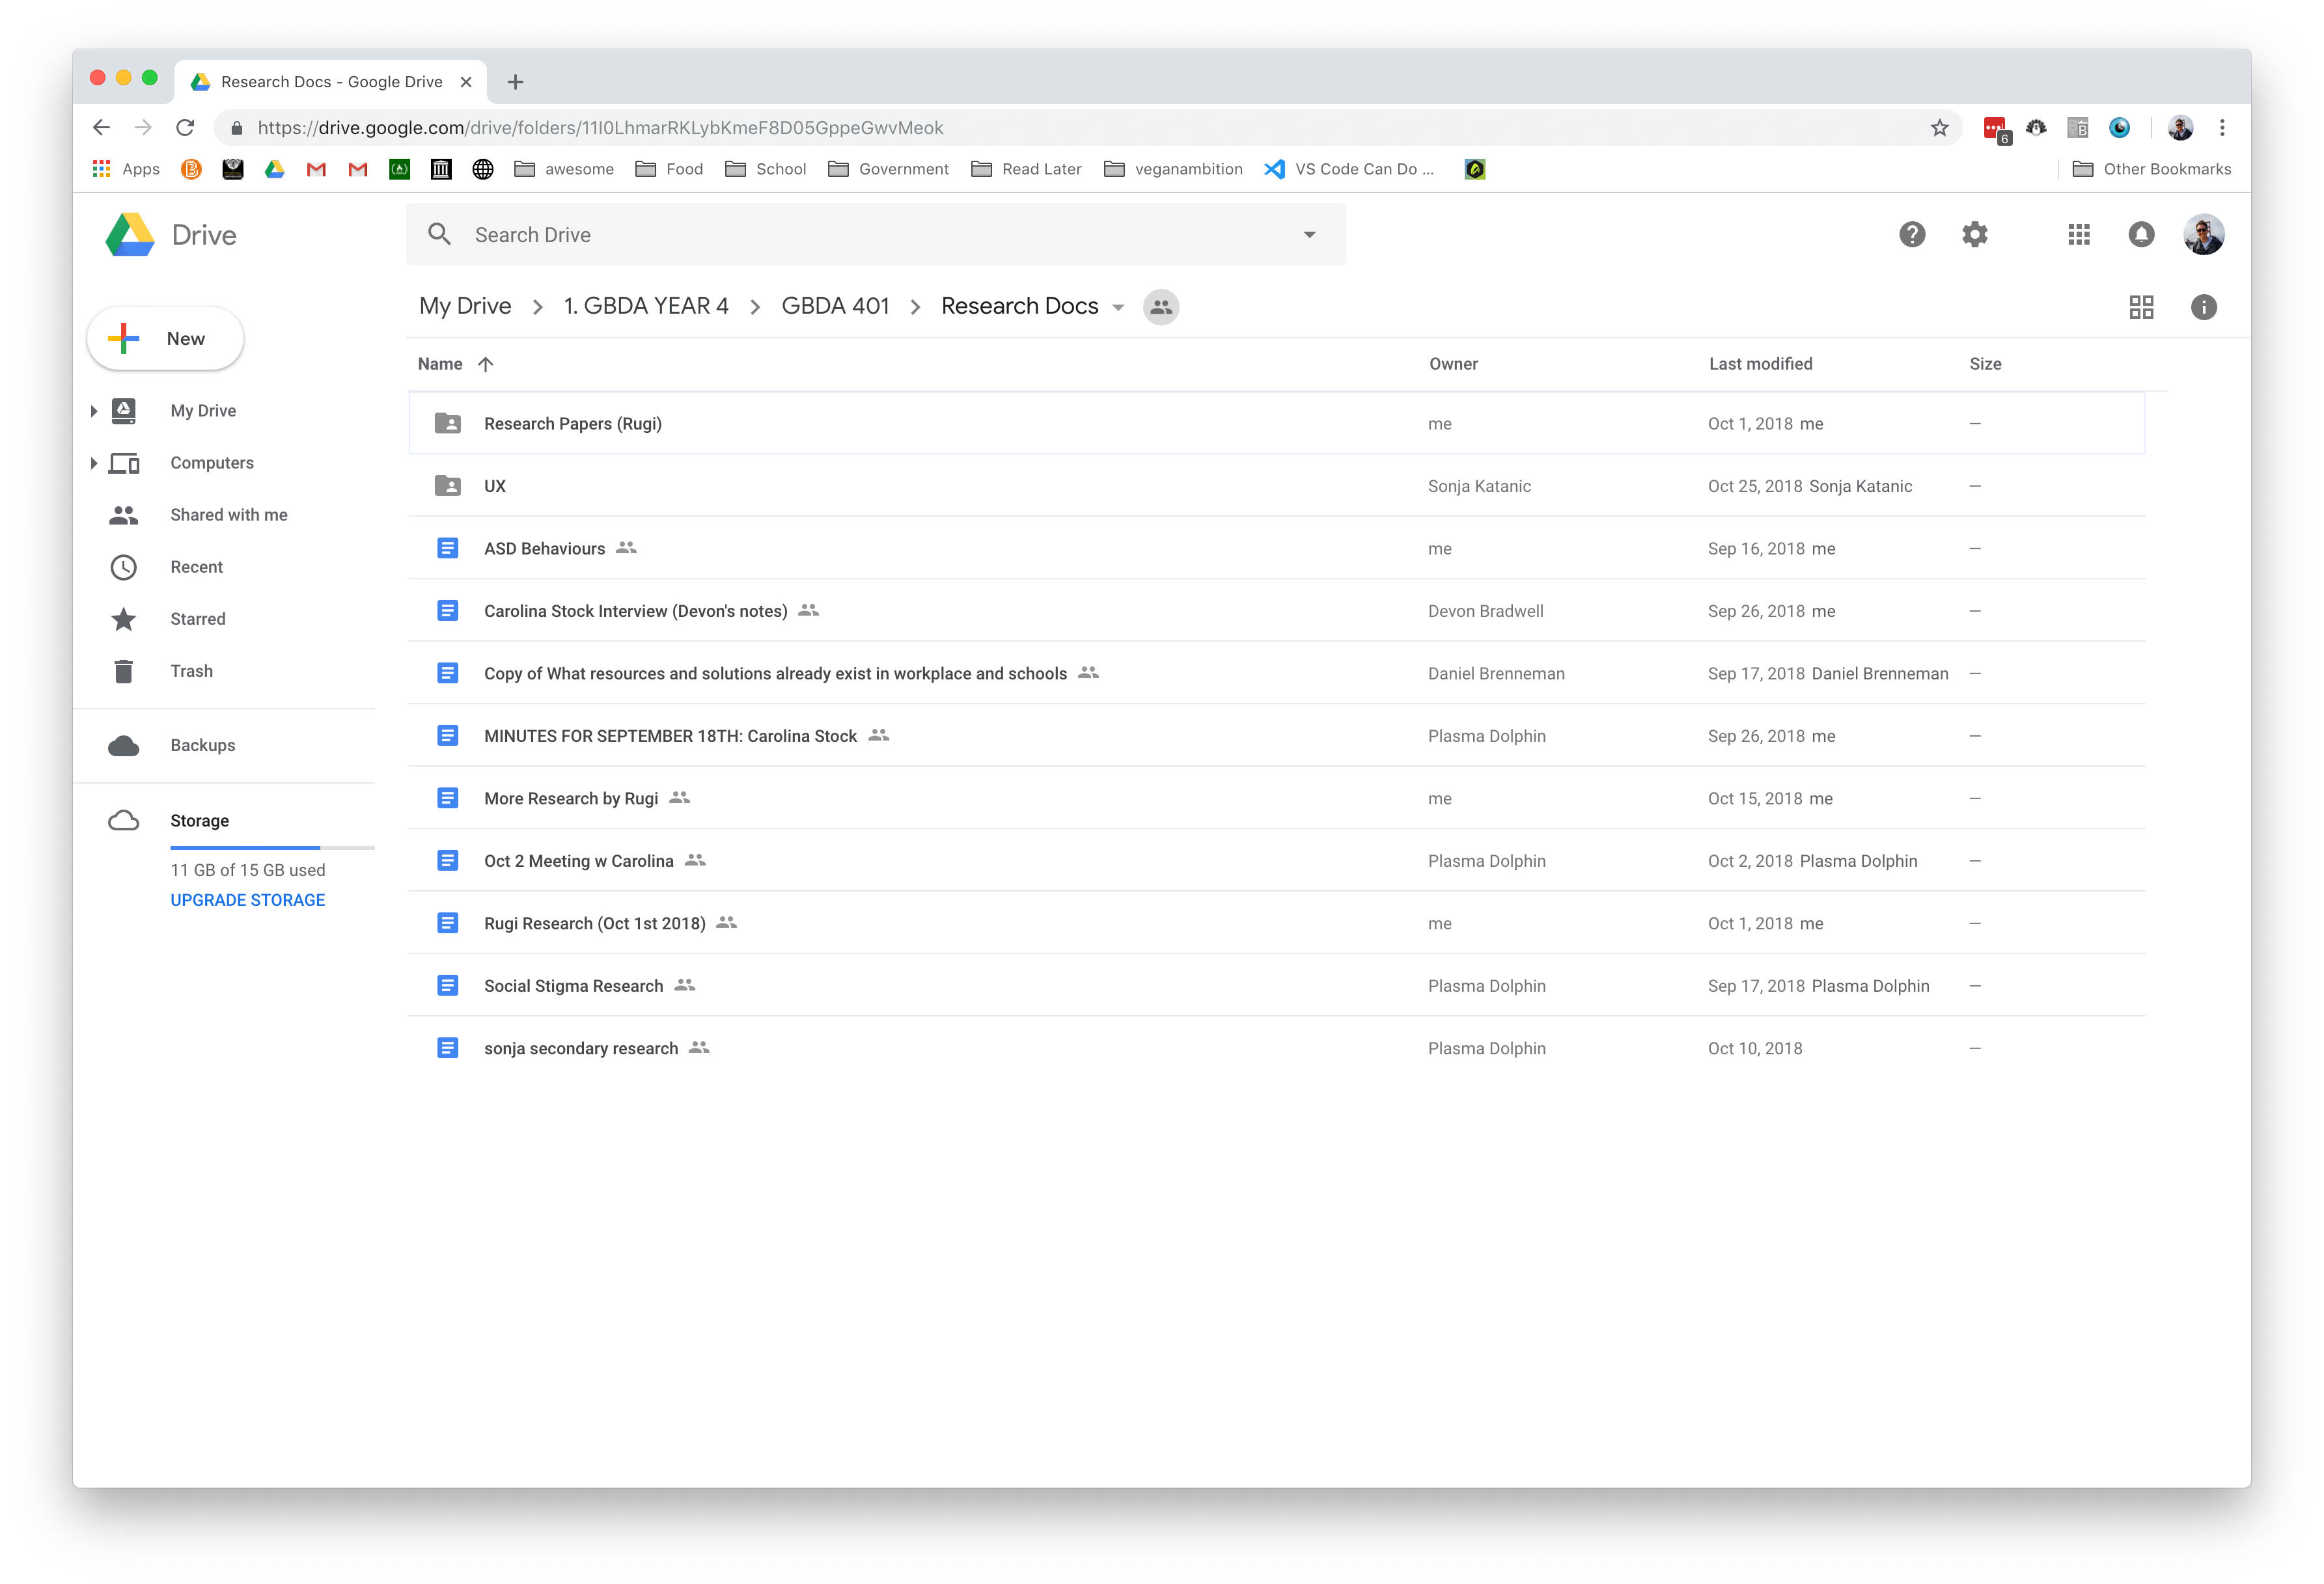 Research Docs - Google Drive
https://drive.google.com/drive/folders/11I0LhmarRKLybKmeF8D05GppeGwvMeok
6
Apps awesome Food School Government Read Later veganambition VS Code Can Do ... Other Bookmarks
Drive
Search Drive
My Drive > 1. GBDA YEAR 4 > GBDA 401 > Research Docs
New
My Drive
Computers
Shared with me
Recent
Starred
Trash
Backups
Storage
11 GB of 15 GB used
UPGRADE STORAGE
Name Owner Last modified Size
Research Papers (Rugi) me Oct 1, 2018 me —
UX Sonja Katanic Oct 25, 2018 Sonja Katanic —
ASD Behaviours me Sep 16, 2018 me —
Carolina Stock Interview (Devon's notes) Devon Bradwell Sep 26, 2018 me —
Copy of What resources and solutions already exist in workplace and schools Daniel Brenneman Sep 17, 2018 Daniel Brenneman —
MINUTES FOR SEPTEMBER 18TH: Carolina Stock Plasma Dolphin Sep 26, 2018 me —
More Research by Rugi me Oct 15, 2018 me —
Oct 2 Meeting w Carolina Plasma Dolphin Oct 2, 2018 Plasma Dolphin —
Rugi Research (Oct 1st 2018) me Oct 1, 2018 me —
Social Stigma Research Plasma Dolphin Sep 17, 2018 Plasma Dolphin —
sonja secondary research Plasma Dolphin Oct 10, 2018 —